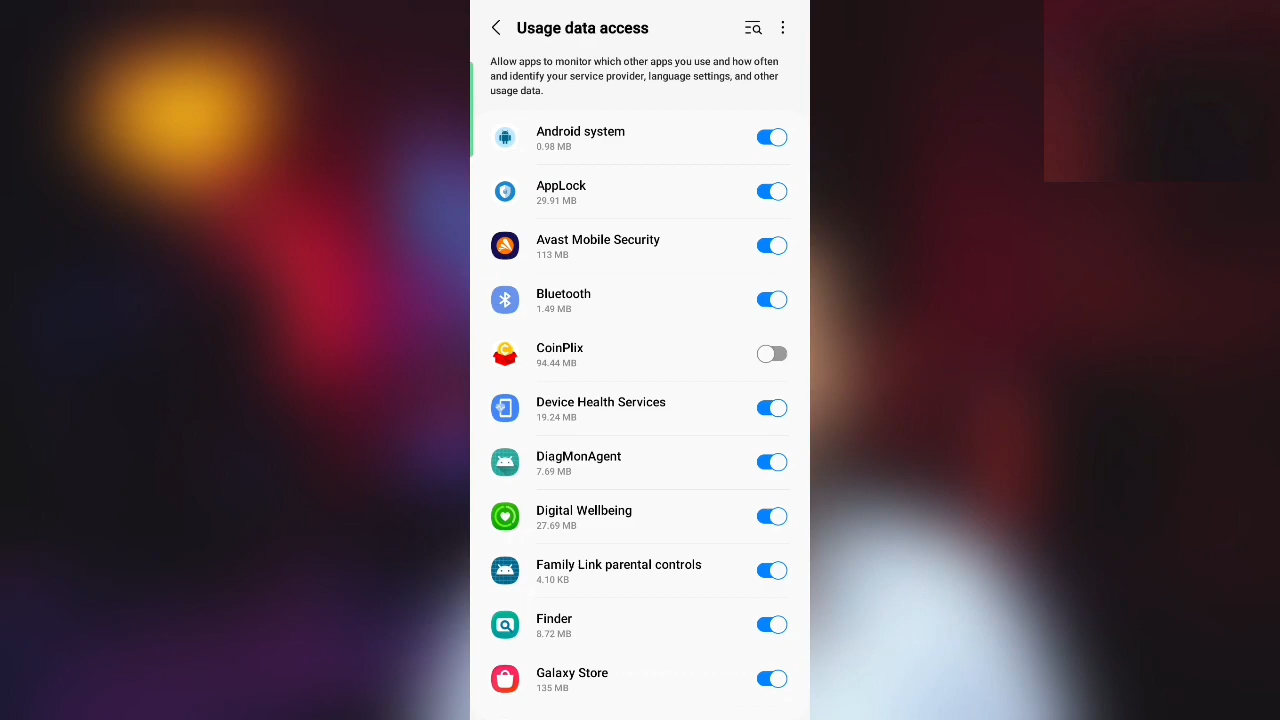 Usage data access
Allow apps to monitor which other apps you use and how often
and identify your service provider, language settings, and other
usage data.
Android system
0.98 MB
AppLock
29.91 MB
Avast Mobile Security
113 MB
Bluetooth
1.49 MB
CoinPlix
94.44 MB
Device Health Services
19.24 MB
DiagMonAgent
7.69 MB
Digital Wellbeing
27.69 MB
Family Link parental controls
4.10 KB
Finder
8.72 MB
Galaxy Store
135 MB